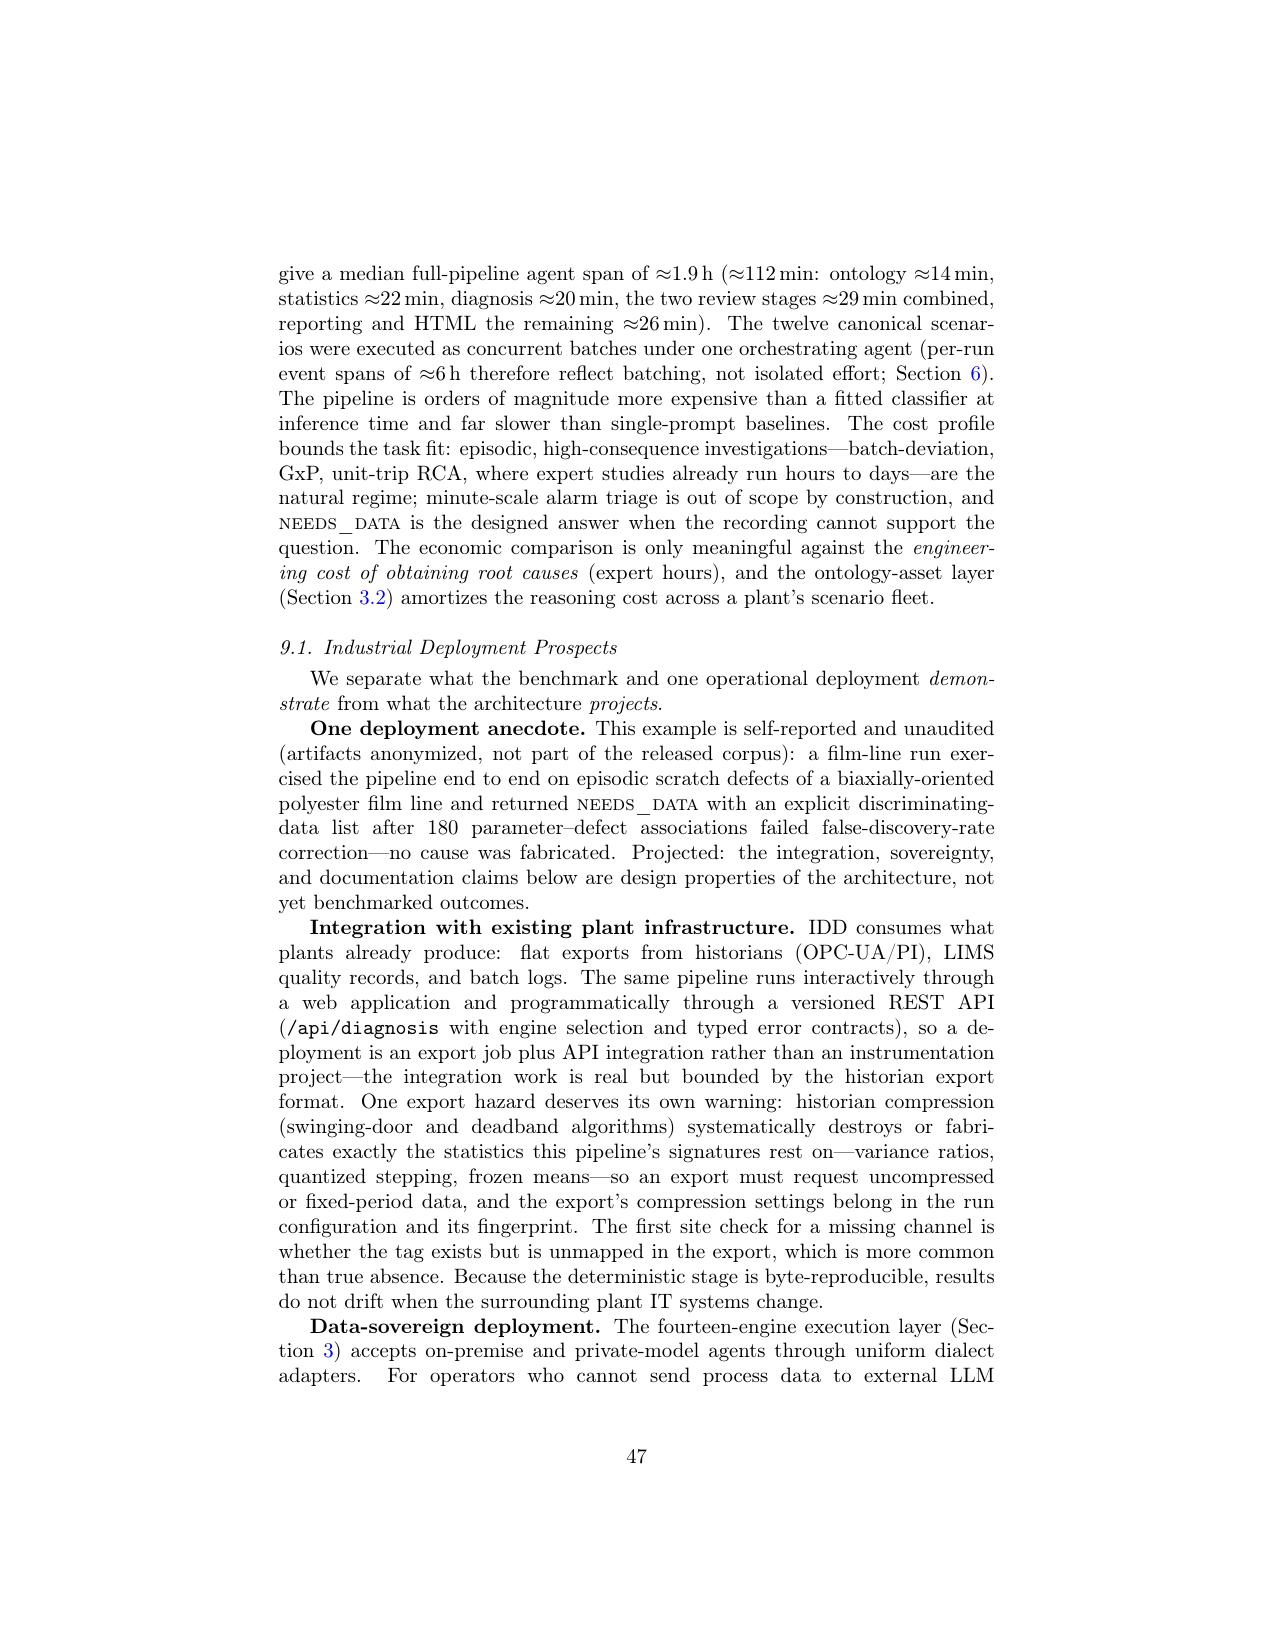 give a median full-pipeline agent span of ≈1.9 h (≈112 min: ontology ≈14 min,
statistics ≈22 min, diagnosis ≈20 min, the two review stages ≈29 min combined,
reporting and HTML the remaining ≈26 min). The twelve canonical scenar-
ios were executed as concurrent batches under one orchestrating agent (per-run
event spans of ≈6 h therefore reflect batching, not isolated effort; Section 6).
The pipeline is orders of magnitude more expensive than a fitted classifier at
inference time and far slower than single-prompt baselines. The cost profile
bounds the task fit: episodic, high-consequence investigations—batch-deviation,
GxP, unit-trip RCA, where expert studies already run hours to days—are the
natural regime; minute-scale alarm triage is out of scope by construction, and
NEEDS_DATA is the designed answer when the recording cannot support the
question. The economic comparison is only meaningful against the engineer-
ing cost of obtaining root causes (expert hours), and the ontology-asset layer
(Section 3.2) amortizes the reasoning cost across a plant's scenario fleet.
9.1. Industrial Deployment Prospects
We separate what the benchmark and one operational deployment demon-
strate from what the architecture projects.
One deployment anecdote. This example is self-reported and unaudited
(artifacts anonymized, not part of the released corpus): a film-line run exer-
cised the pipeline end to end on episodic scratch defects of a biaxially-oriented
polyester film line and returned NEEDS_DATA with an explicit discriminating-
data list after 180 parameter–defect associations failed false-discovery-rate
correction—no cause was fabricated. Projected: the integration, sovereignty,
and documentation claims below are design properties of the architecture, not
yet benchmarked outcomes.
Integration with existing plant infrastructure. IDD consumes what
plants already produce: flat exports from historians (OPC-UA/PI), LIMS
quality records, and batch logs. The same pipeline runs interactively through
a web application and programmatically through a versioned REST API
(/api/diagnosis with engine selection and typed error contracts), so a de-
ployment is an export job plus API integration rather than an instrumentation
project—the integration work is real but bounded by the historian export
format. One export hazard deserves its own warning: historian compression
(swinging-door and deadband algorithms) systematically destroys or fabri-
cates exactly the statistics this pipeline's signatures rest on—variance ratios,
quantized stepping, frozen means—so an export must request uncompressed
or fixed-period data, and the export's compression settings belong in the run
configuration and its fingerprint. The first site check for a missing channel is
whether the tag exists but is unmapped in the export, which is more common
than true absence. Because the deterministic stage is byte-reproducible, results
do not drift when the surrounding plant IT systems change.
Data-sovereign deployment. The fourteen-engine execution layer (Sec-
tion 3) accepts on-premise and private-model agents through uniform dialect
adapters. For operators who cannot send process data to external LLM
47